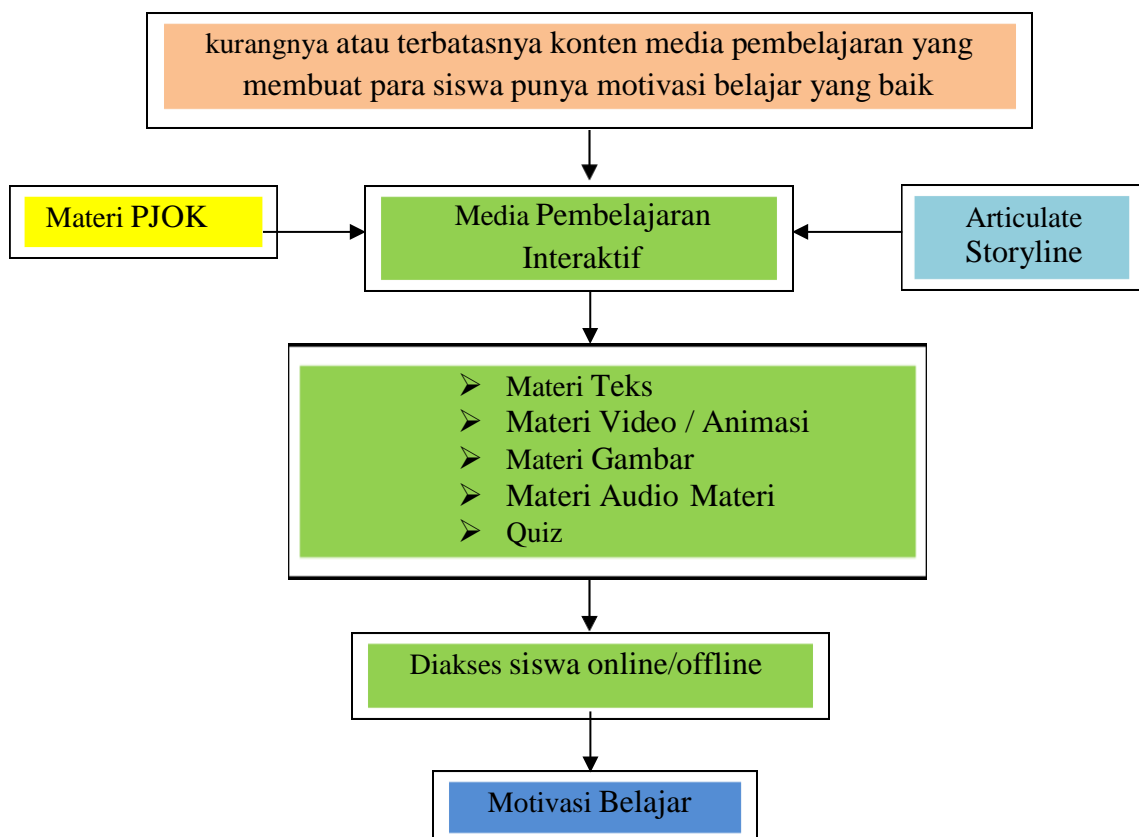 kurangnya atau terbatasnya konten media pembelajaran yang
membuat para siswa punya motivasi belajar yang baik
Materi PJOK
Media Pembelajaran
Interaktif
Articulate
Storyline
➢ Materi Teks
➢ Materi Video / Animasi
➢ Materi Gambar
➢ Materi Audio Materi
➢ Quiz
Diakses siswa online/offline
Motivasi Belajar